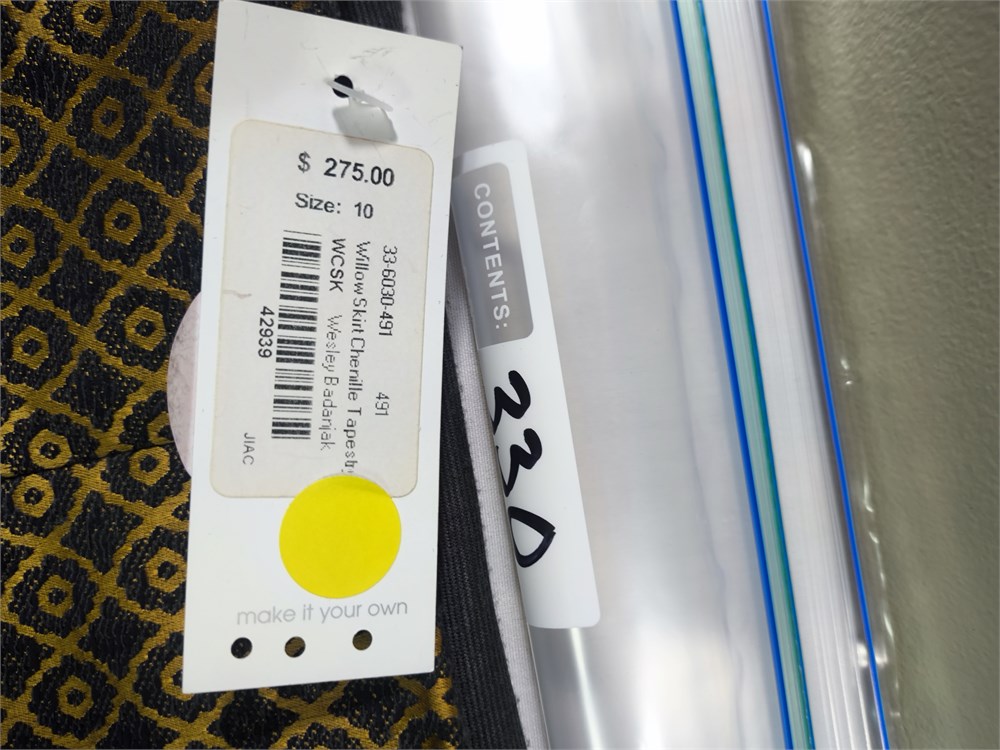 $ 275.00
Size: 10
33-6030-491 491
Willow Skirt Chenille Tapestry
WCSK Wesley Badanjak
42939
JIAC
make it your own
CONTENTS:
330